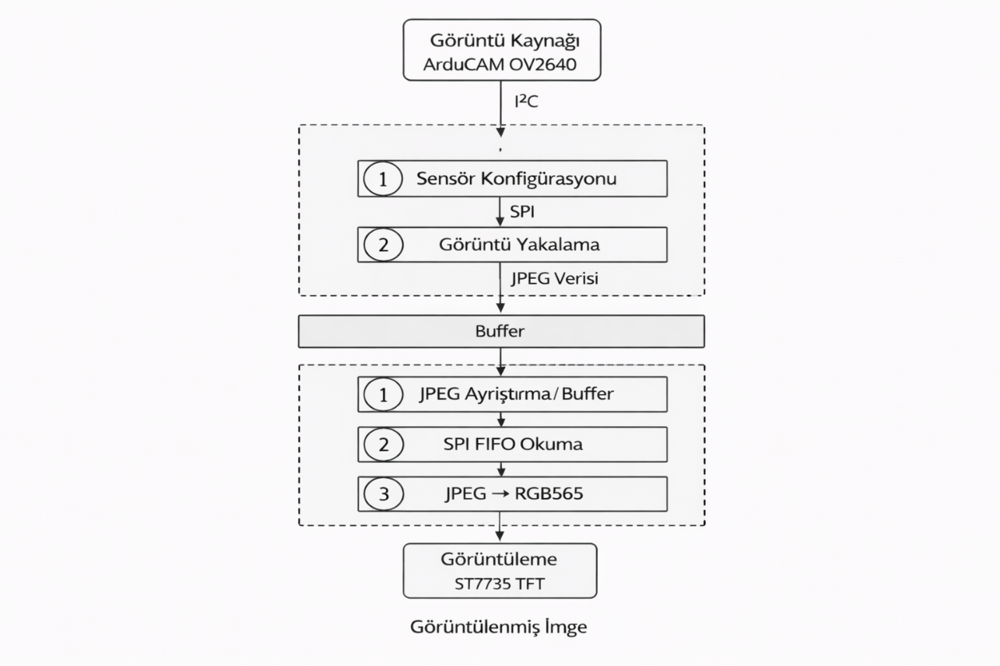 Görüntü Kaynağı
ArduCAM OV2640
I²C
1 Sensör Konfigürasyonu
SPI
2 Görüntü Yakalama
JPEG Verisi
Buffer
1 JPEG Ayriştırma/Buffer
2 SPI FIFO Okuma
3 JPEG → RGB565
Görüntüleme
ST7735 TFT
Görüntülenmiş İmge